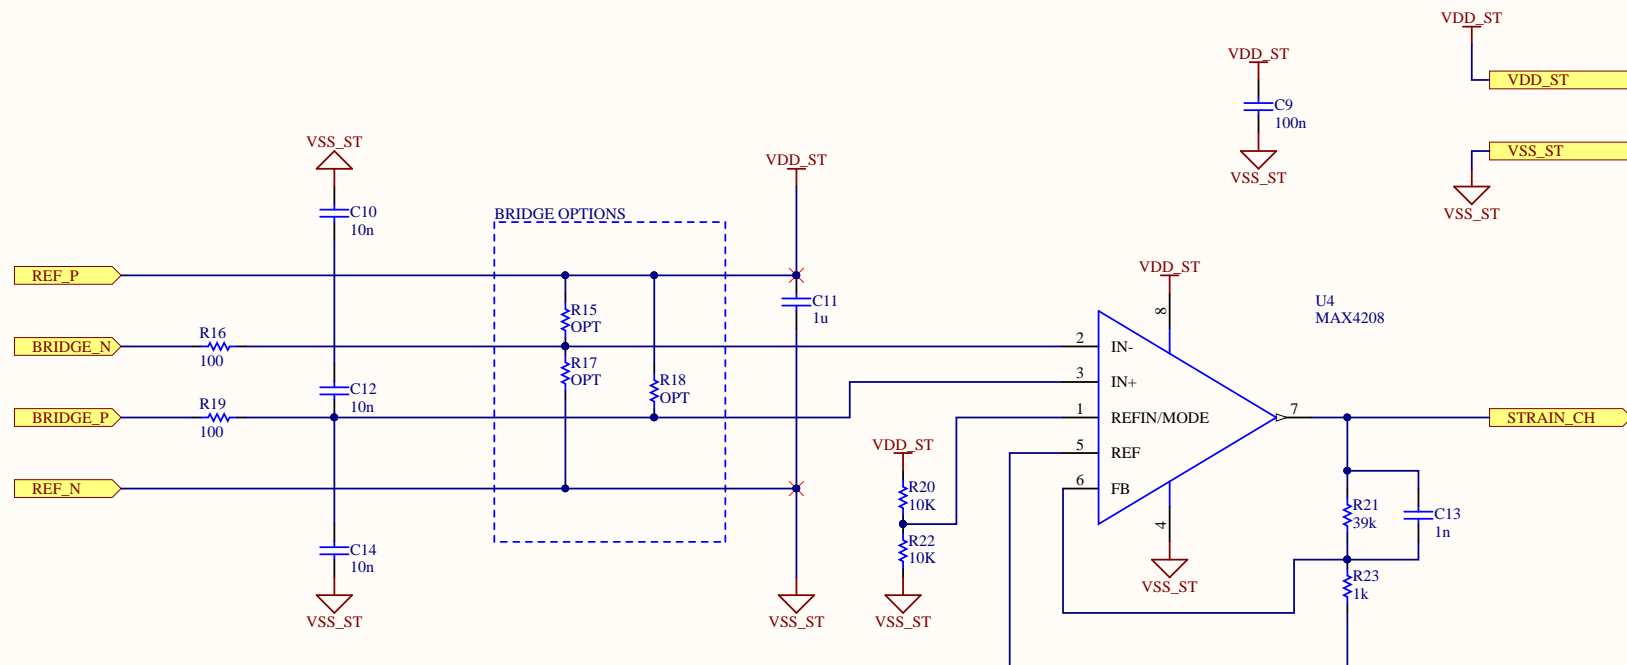 VDD_ST
VDD_ST
VDD_ST
C9
100n
VSS_ST
VSS_ST
VSS_ST
VSS_ST
VDD_ST
C10
10n
BRIDGE OPTIONS
REF_P
R15
OPT
C11
1u
VDD_ST
8
U4
MAX4208
R16
100
BRIDGE_N
R17
OPT
2
IN-
C12
10n
R18
OPT
3
IN+
R19
100
BRIDGE_P
1
REFIN/MODE
7
STRAIN_CH
VDD_ST
5
REF
REF_N
R20
10K
6
FB
R21
39k
C13
1n
4
C14
10n
R22
10K
R23
1k
VSS_ST
VSS_ST
VSS_ST
VSS_ST